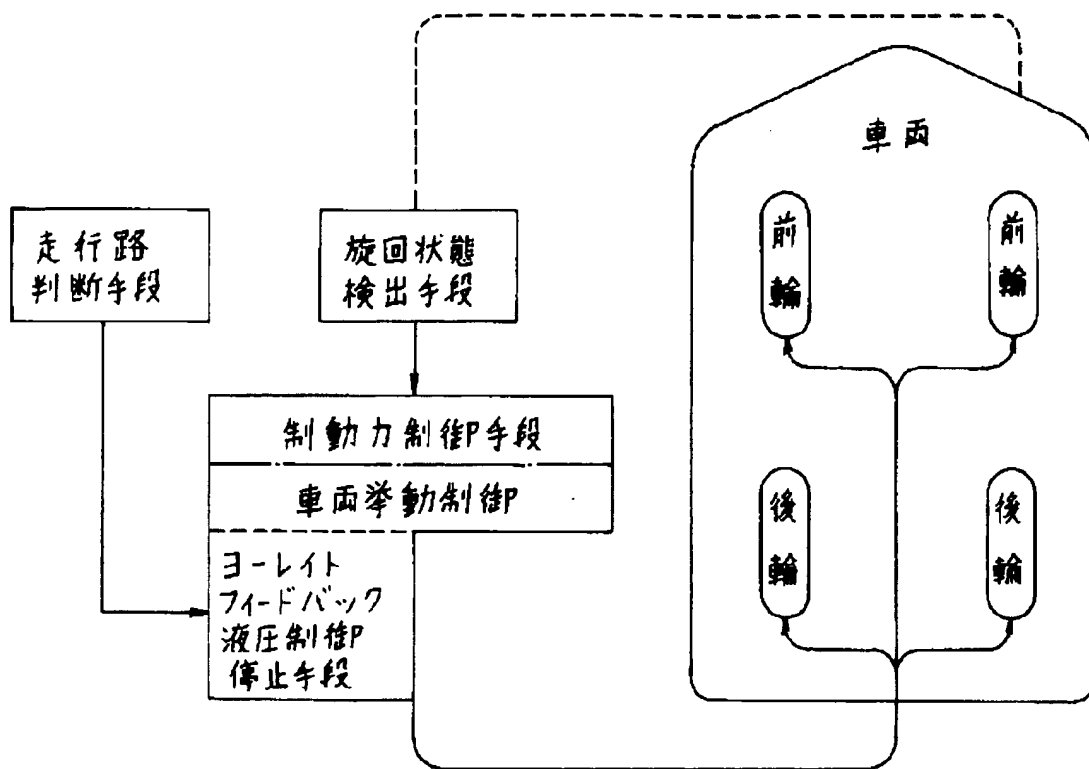 車両
走行路
判断手段
旋回状態
検出手段
前輪
前輪
制動力制御手段
車両挙動制御
後輪
後輪
ヨーレイト
フィードバック
液圧制御
停止手段